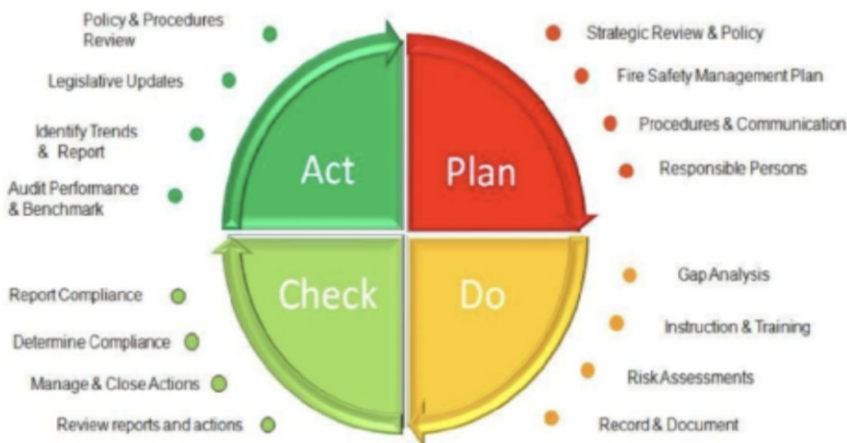 Policy & Procedures
Review
Legislative Updates
Identify Trends
& Report
Audit Performance
& Benchmark
Act
Plan
Strategic Review & Policy
Fire Safety Management Plan
Procedures & Communication
Responsible Persons
Report Compliance
Determine Compliance
Manage & Close Actions
Review reports and actions
Check
Do
Gap Analysis
Instruction & Training
Risk Assessments
Record & Document